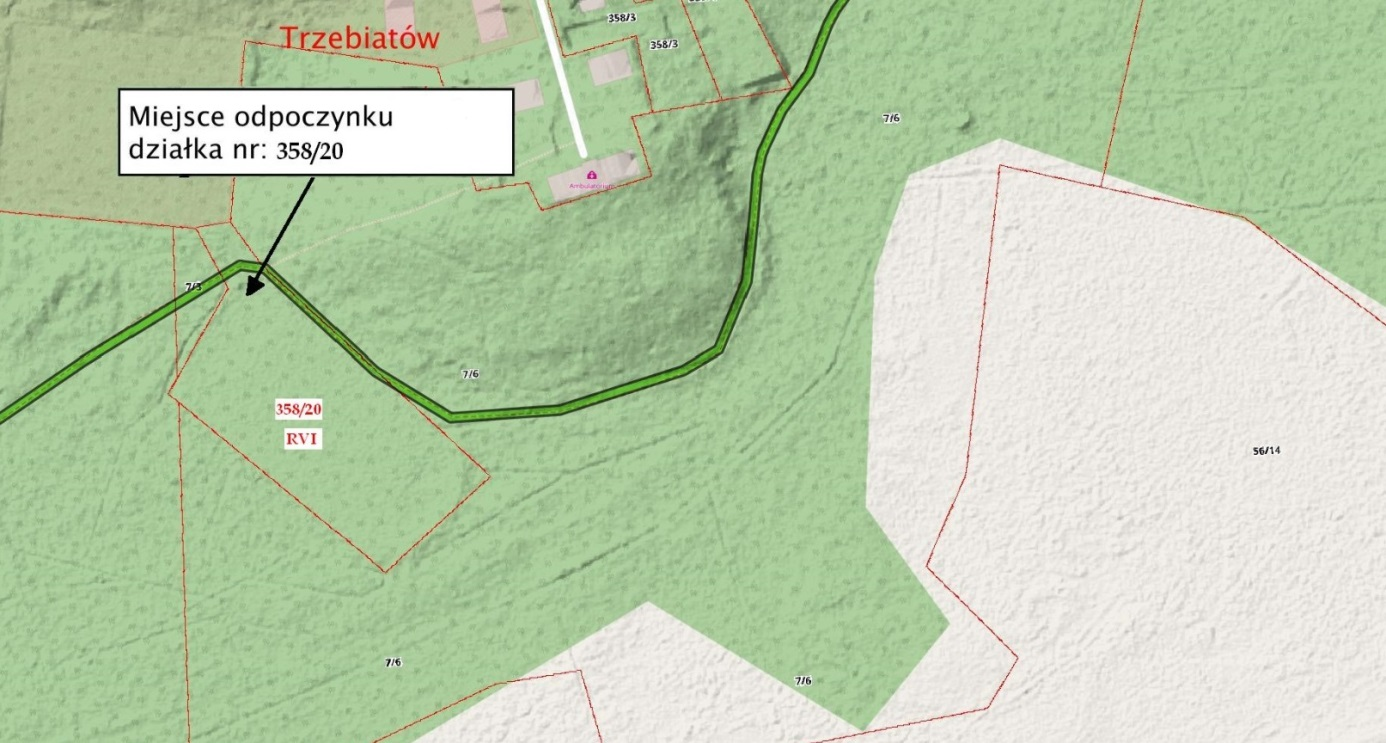 358/3
Trzebiatów
358/3
Miejsce odpoczynku
działka nr: 358/20
7/6
Ambulatorium
7/3
7/6
358/20
RVI
56/14
7/6
7/6